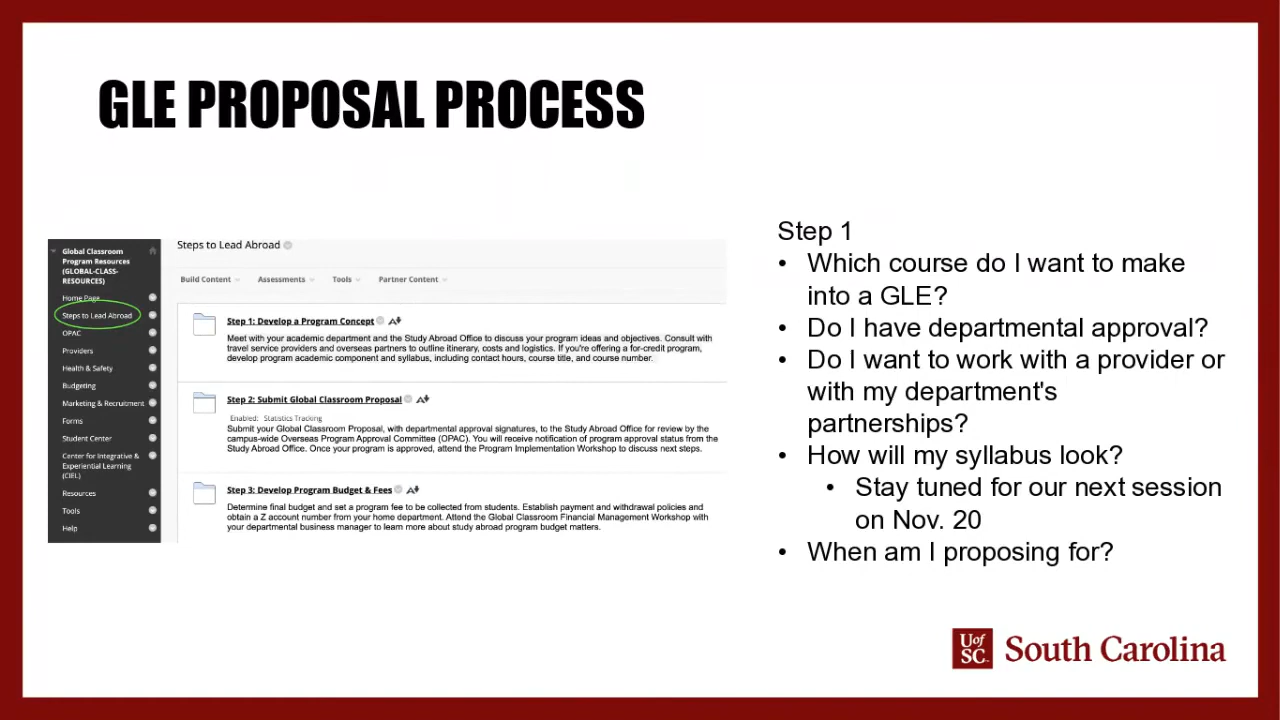 GLE PROPOSAL PROCESS
Global Classroom
Program Resources
(GLOBAL-CLASS-
RESOURCES)
Home Page
Steps to Lead Abroad
OPAC
Providers
Health & Safety
Budgeting
Marketing & Recruitment
Forms
Student Center
Center for Integrative &
Experiential Learning
(CIEL)
Resources
Tools
Help
Steps to Lead Abroad
Build Content
Assessments
Tools
Partner Content
Step 1: Develop a Program Concept
Meet with your academic department and the Study Abroad Office to discuss your program ideas and objectives. Consult with
travel service providers and overseas partners to outline itinerary, costs and logistics. If you're offering a for-credit program,
develop program academic component and syllabus, including contact hours, course title, and course number.
Step 2: Submit Global Classroom Proposal
Enabled: Statistics Tracking
Submit your Global Classroom Proposal, with departmental approval signatures, to the Study Abroad Office for review by the
campus-wide Overseas Program Approval Committee (OPAC). You will receive notification of program approval status from the
Study Abroad Office. Once your program is approved, attend the Program Implementation Workshop to discuss next steps.
Step 3: Develop Program Budget & Fees
Determine final budget and set a program fee to be collected from students. Establish payment and withdrawal policies and
obtain a Z account number from your home department. Attend the Global Classroom Financial Management Workshop with
your departmental business manager to learn more about study abroad program budget matters.
Step 1
• Which course do I want to make
into a GLE?
• Do I have departmental approval?
• Do I want to work with a provider or
with my department's
partnerships?
• How will my syllabus look?
• Stay tuned for our next session
on Nov. 20
• When am I proposing for?
UofSC South Carolina